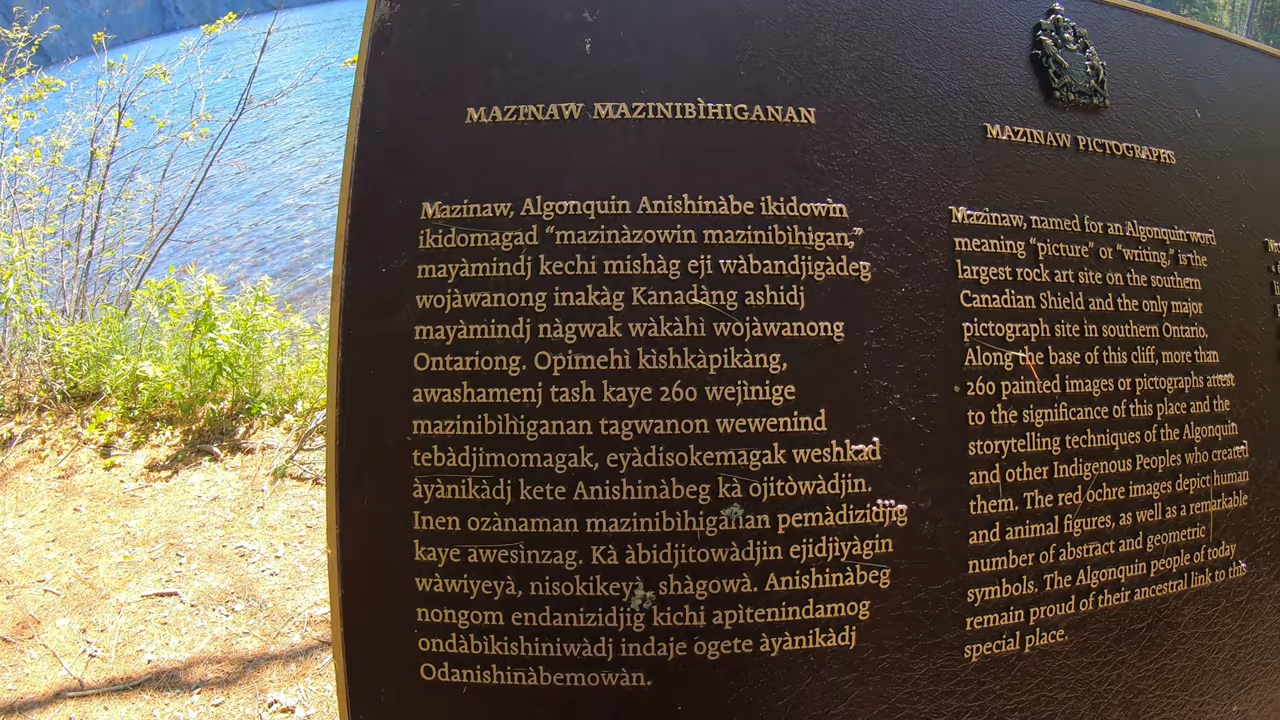 MAZINAW MAZINIBÌHIGANAN
Mazinaw, Algonquin Anishinàbe ikidowin
ikidomagad “mazinàzowin mazinibìhigan,”
mayàmindj kechi mishàg eji wàbandjigàdeg
wojàwanong inakàg Kanadàng ashidj
mayàmindj nàgwak wàkàhì wojàwanong
Ontariong. Opimehì kìshkàpikàng,
awashamenj tash kaye 260 wejìnige
mazinibìhiganan tagwanon wewenind
tebàdjimomagak, eyàdisokemagak weshkad
àyànikàdj kete Anishinàbeg kà ojitòwàdjin.
Inen ozànaman mazinibìhiganan pemàdizidjig
kaye awesìnzag. Kà àbidjitowàdjin ejidjìyàgin
wàwiyeyà, nisokikeyà, shàgowà. Anishinàbeg
nongom endanizidjig kichi apìtenindamog
ondàbìkishiniwàdj indaje ogete àyànikàdj
Odanishinàbemowàn.
MAZINAW PICTOGRAPHS
Mazinaw, named for an Algonquin word
meaning “picture” or “writing,” is the
largest rock art site on the southern
Canadian Shield and the only major
pictograph site in southern Ontario.
Along the base of this cliff, more than
260 painted images or pictographs attest
to the significance of this place and the
storytelling techniques of the Algonquin
and other Indigenous Peoples who created
them. The red ochre images depict human
and animal figures, as well as a remarkable
number of abstract and geometric
symbols. The Algonquin people of today
remain proud of their ancestral link to this
special place.